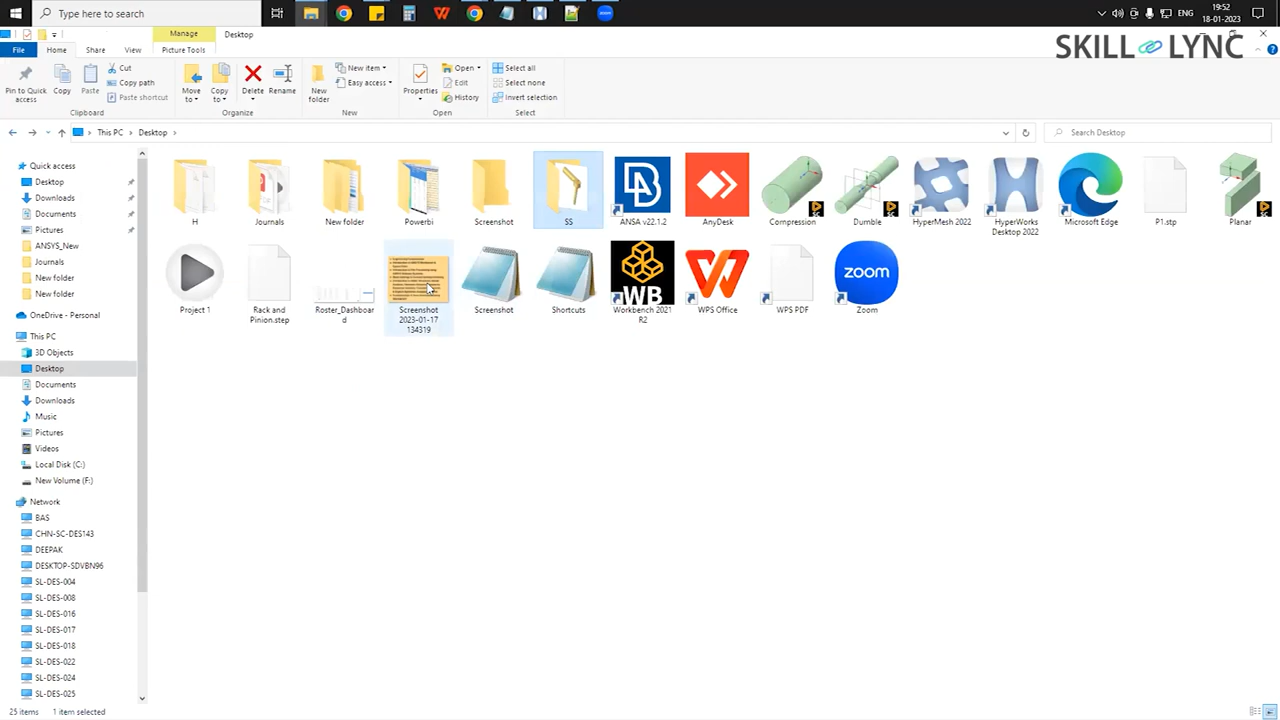 Type here to search
ENG
19:52
18-01-2023
Manage
Desktop
File
Home
Share
View
Picture Tools
SKILL LYNC
Pin to Quick access
Copy
Paste
Cut
Copy path
Paste shortcut
Clipboard
Move to
Copy to
Delete
Rename
Organize
New folder
New item
Easy access
New
Properties
Open
Edit
History
Open
Select all
Select none
Invert selection
Select
This PC
Desktop
Search Desktop
Quick access
Desktop
Downloads
Documents
Pictures
ANSYS_New
Journals
New folder
New folder
OneDrive - Personal
This PC
3D Objects
Desktop
Documents
Downloads
Music
Pictures
Videos
Local Disk (C:)
New Volume (F:)
Network
BAS
CHN-SC-DES143
DEEPAK
DESKTOP-SDVBN96
SL-DES-004
SL-DES-008
SL-DES-016
SL-DES-017
SL-DES-018
SL-DES-022
SL-DES-024
SL-DES-025
H
Journals
New folder
Powerbi
Screenshot
SS
ANSA v22.1.2
AnyDesk
Compression
Dumble
HyperMesh 2022
HyperWorks
Desktop 2022
Microsoft Edge
P1.stp
Planar
Project 1
Rack and
Pinion.step
Roster_Dashboar
d
Screenshot
2023-01-17
134319
Screenshot
Shortcuts
WB
Workbench 2021
R2
WPS Office
WPS PDF
zoom
Zoom
25 items
1 item selected